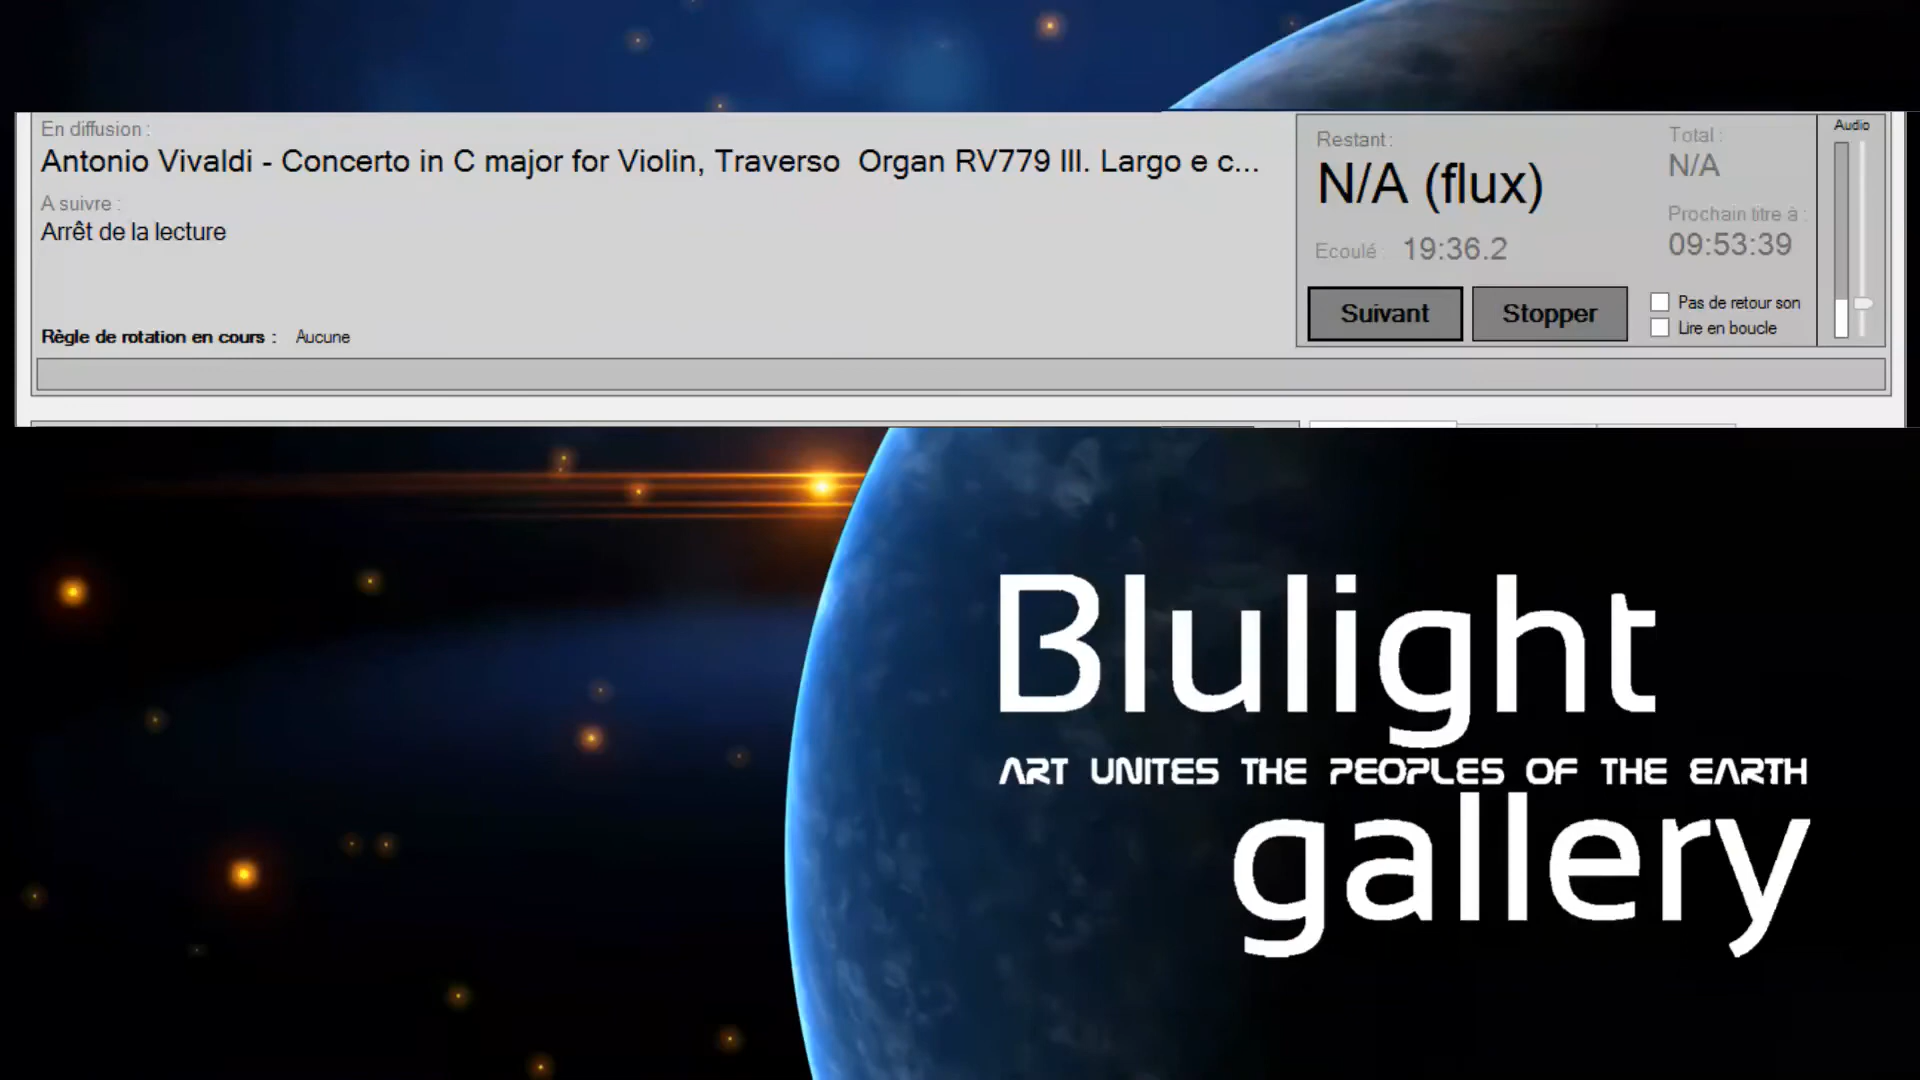 En diffusion :
Antonio Vivaldi - Concerto in C major for Violin, Traverso  Organ RV779 III. Largo e c...
A suivre :
Arrêt de la lecture
Règle de rotation en cours : Aucune
Restant :
N/A (flux)
Ecoulé : 19:36.2
Total :
N/A
Prochain titre à :
09:53:39
Suivant
Stopper
Pas de retour son
Lire en boucle
Audio
Blulight
ART UNITES THE PEOPLES OF THE EARTH
gallery